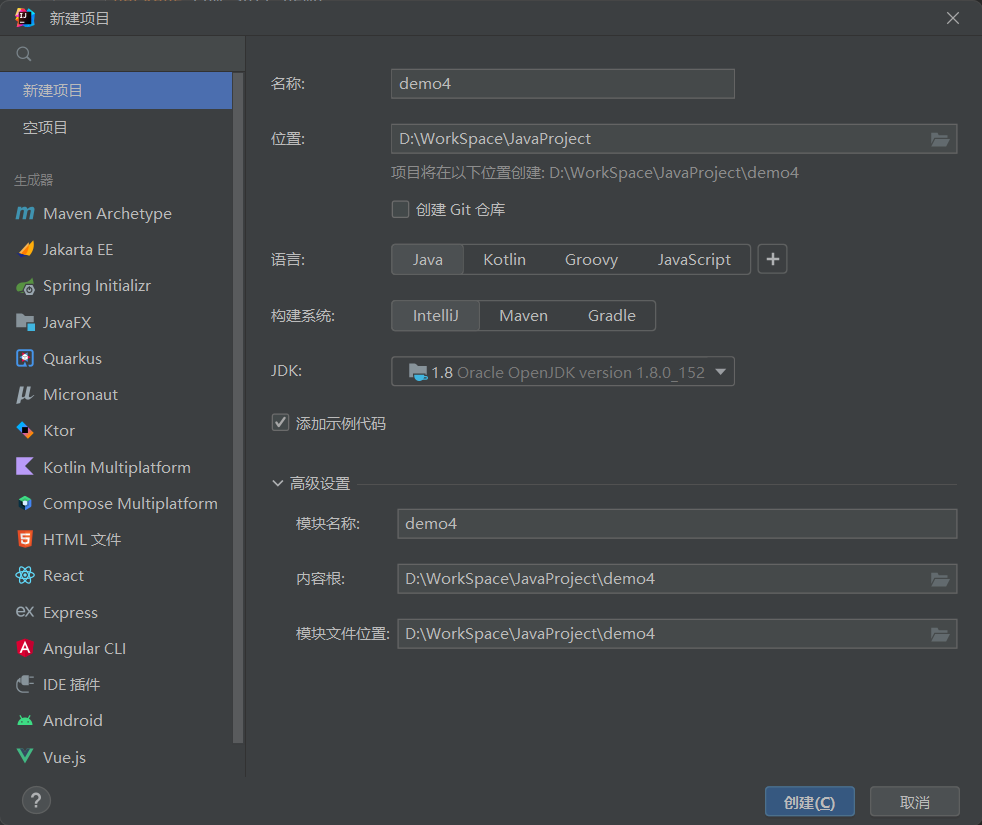 新建项目
新建项目
空项目
生成器
Maven Archetype
Jakarta EE
Spring Initializr
JavaFX
Quarkus
Micronaut
Ktor
Kotlin Multiplatform
Compose Multiplatform
HTML 文件
React
Express
Angular CLI
IDE 插件
Android
Vue.js
名称: demo4
位置: D:\WorkSpace\JavaProject
项目将在以下位置创建: D:\WorkSpace\JavaProject\demo4
创建 Git 仓库
语言: Java Kotlin Groovy JavaScript +
构建系统: IntelliJ Maven Gradle
JDK: 1.8 Oracle OpenJDK version 1.8.0_152
添加示例代码
高级设置
模块名称: demo4
内容根: D:\WorkSpace\JavaProject\demo4
模块文件位置: D:\WorkSpace\JavaProject\demo4
? 创建(C) 取消